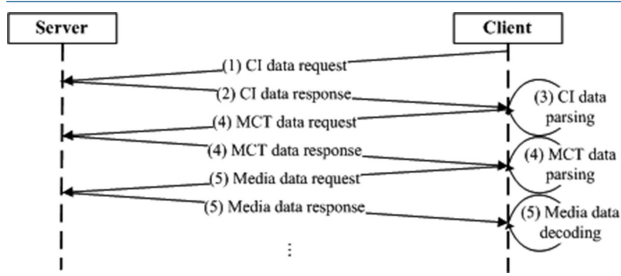 Server
Client
(1) CI data request
(2) CI data response
(3) CI data
parsing
(4) MCT data request
(4) MCT data response
(4) MCT data
parsing
(5) Media data request
(5) Media data response
(5) Media data
decoding
⋮